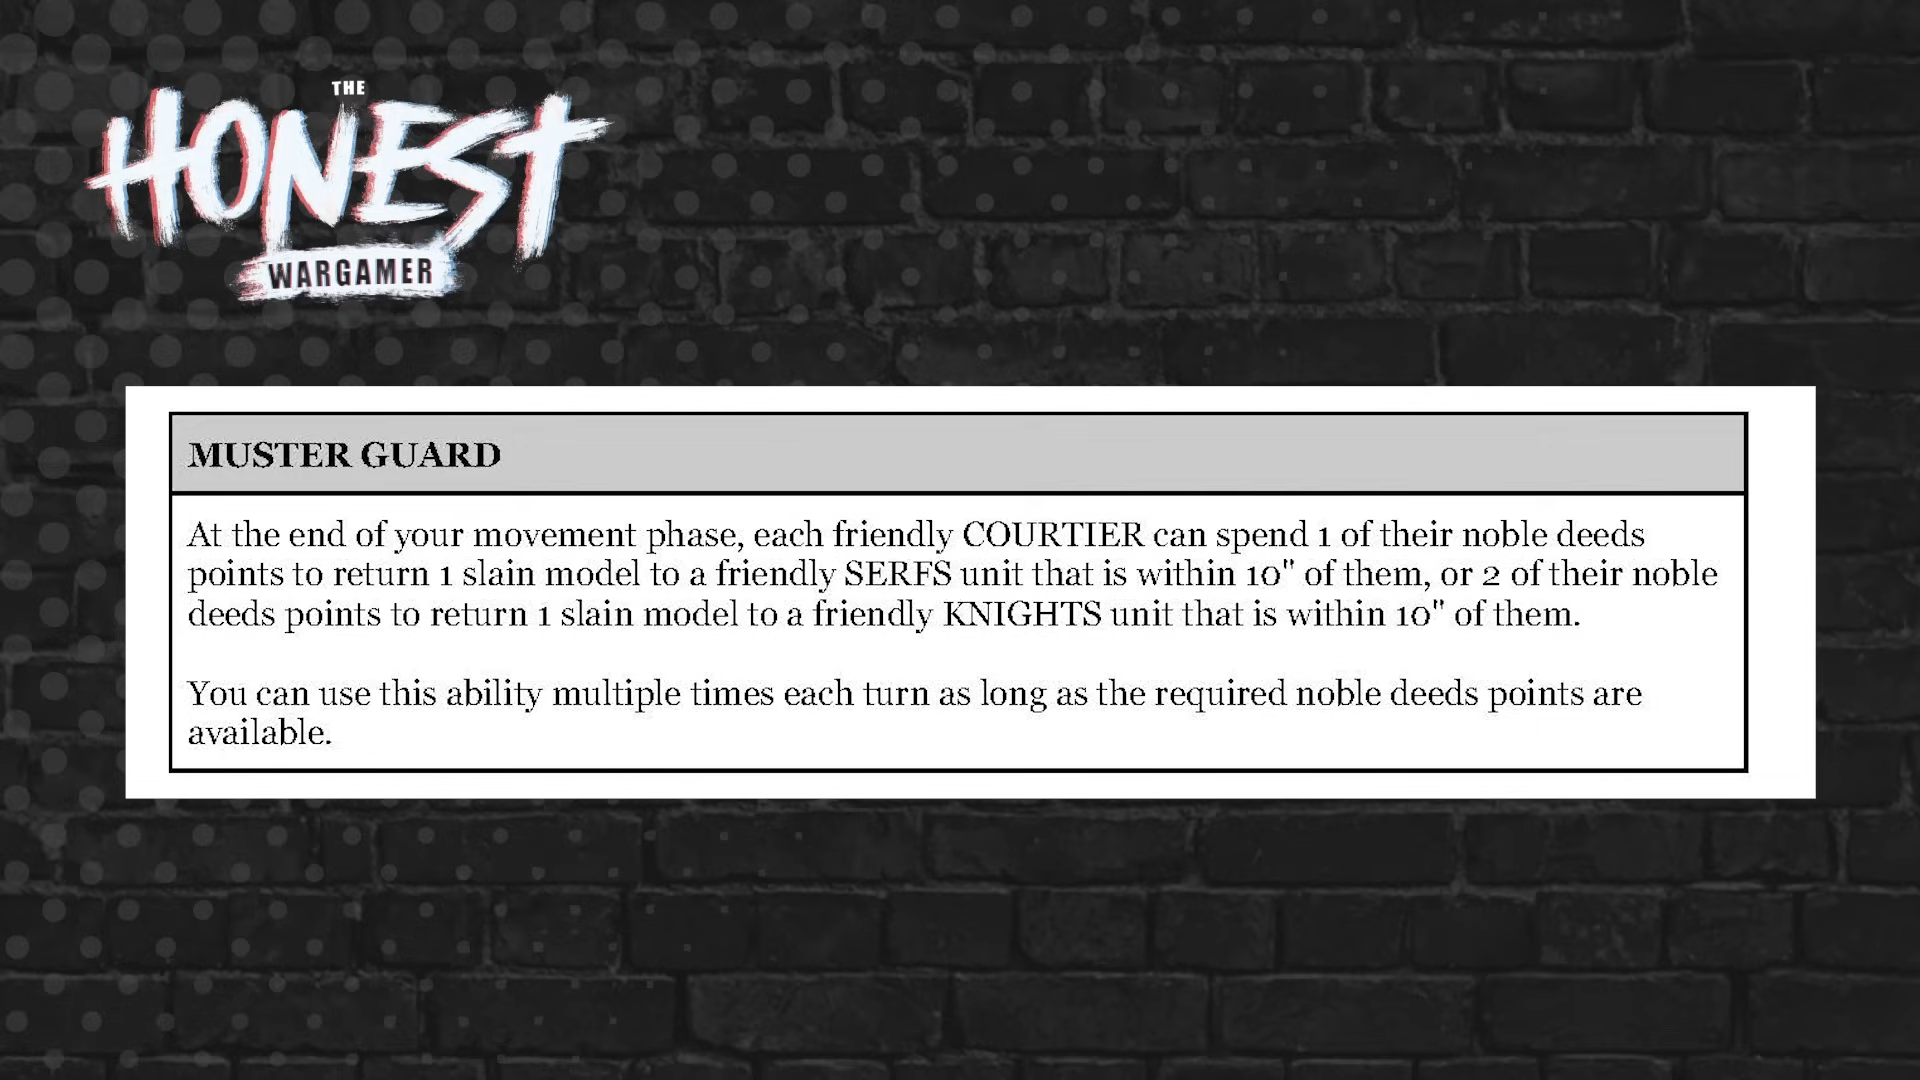 THE
HONEST
WARGAMER
MUSTER GUARD
At the end of your movement phase, each friendly COURTIER can spend 1 of their noble deeds
points to return 1 slain model to a friendly SERFS unit that is within 10" of them, or 2 of their noble
deeds points to return 1 slain model to a friendly KNIGHTS unit that is within 10" of them.
You can use this ability multiple times each turn as long as the required noble deeds points are
available.